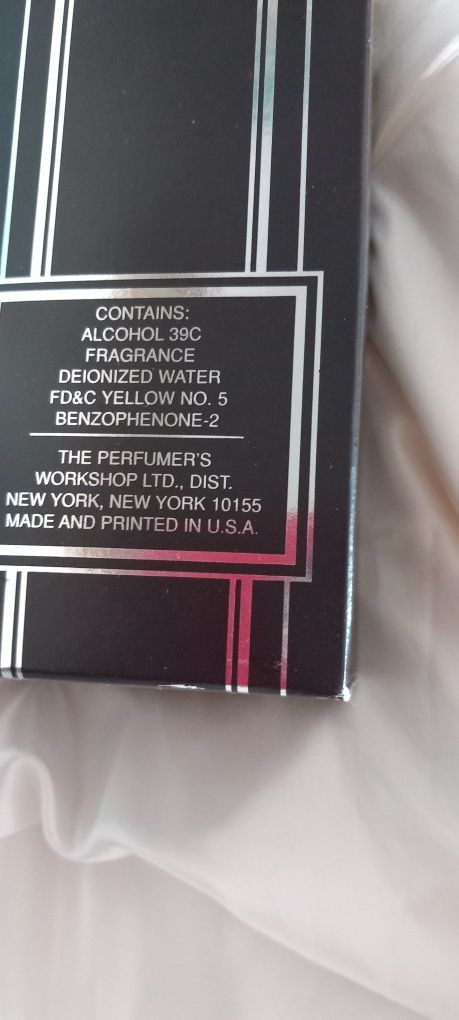 CONTAINS:
ALCOHOL 39C
FRAGRANCE
DEIONIZED WATER
FD&C YELLOW NO. 5
BENZOPHENONE-2
THE PERFUMER'S
WORKSHOP LTD., DIST.
NEW YORK, NEW YORK 10155
MADE AND PRINTED IN U.S.A.